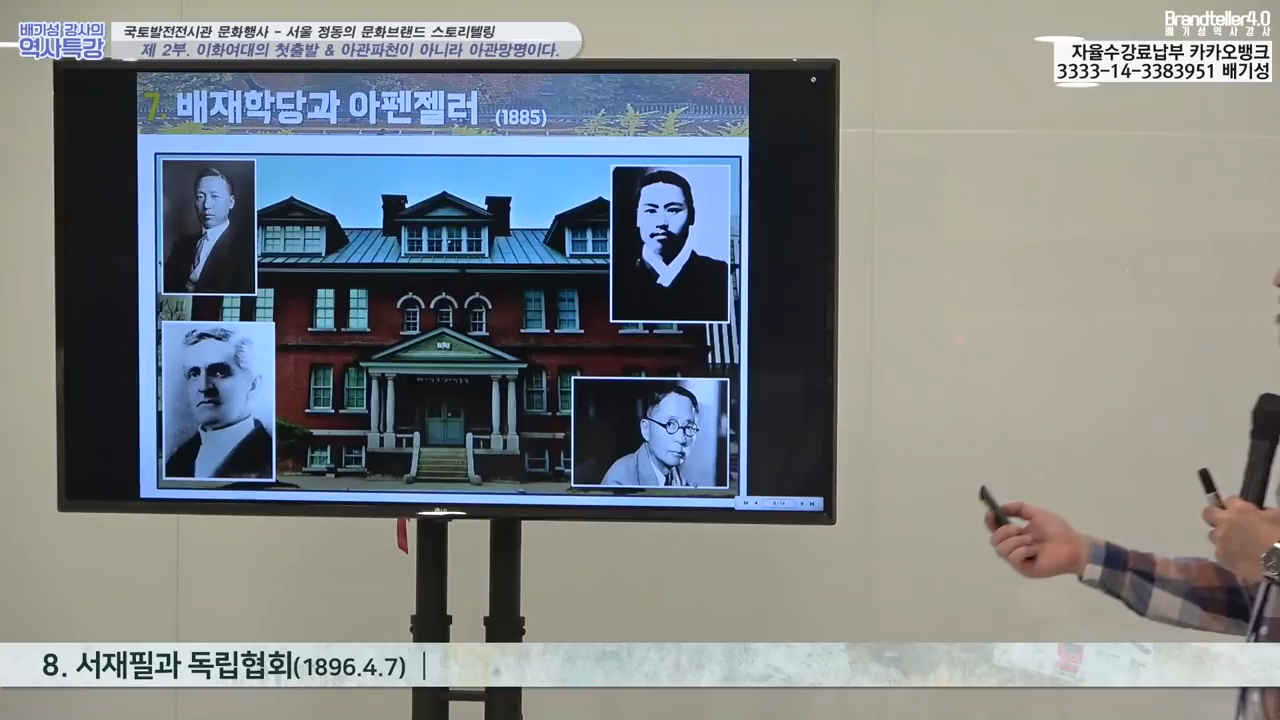 배기성 강사의
역사특강
국토발전전시관 문화행사 - 서울 정동의 문화브랜드 스토리텔링
제 2부. 이화여대의 첫출발 & 아관파천이 아니라 아관망명이다.
Brandteller4.0
배기성역사강사
자율수강료납부 카카오뱅크
3333-14-3383951 배기성
7. 배재학당과 아펜젤러 (1885)
LG
8. 서재필과 독립협회(1896.4.7)